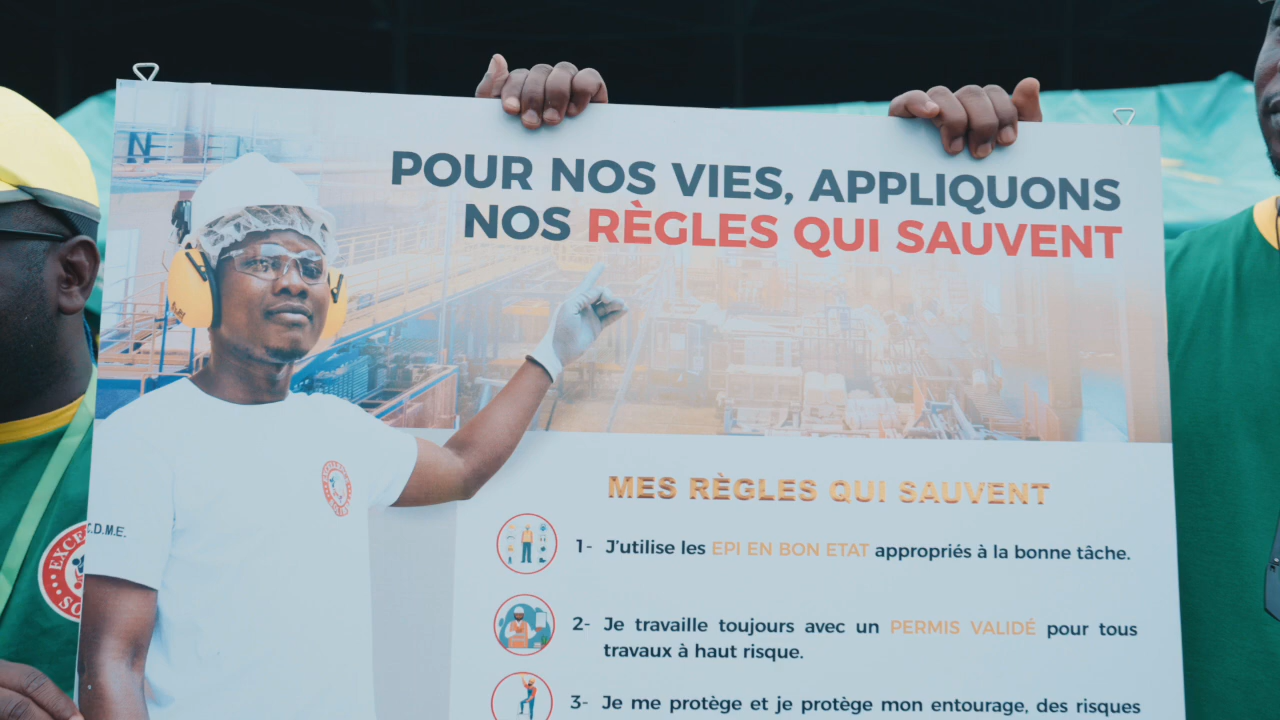 POUR NOS VIES, APPLIQUONS
NOS RÈGLES QUI SAUVENT
MES RÈGLES QUI SAUVENT
1- J'utilise les EPI EN BON ETAT appropriés à la bonne tâche.
2- Je travaille toujours avec un PERMIS VALIDÉ pour tous
travaux à haut risque.
3- Je me protège et je protège mon entourage, des risques
C.D.M.E.